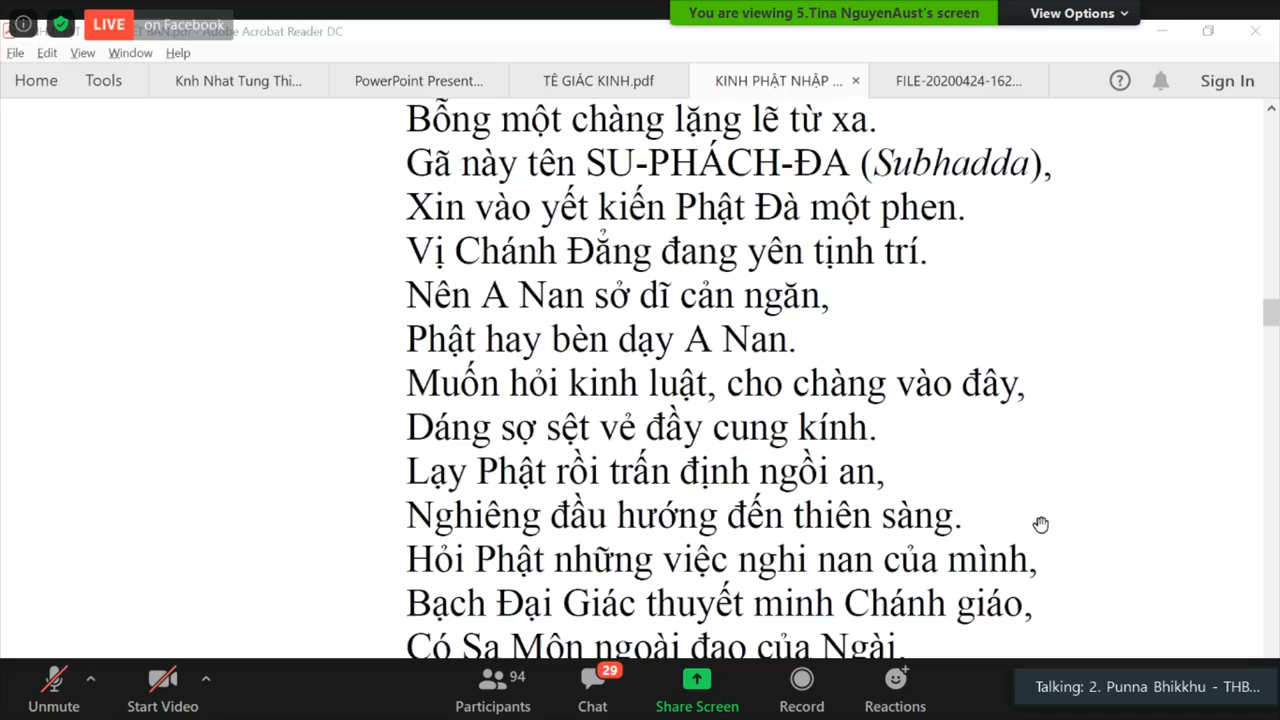 LIVE on Facebook
You are viewing 5.Tina NguyenAust's screen
View Options
BAN.pdf - Adobe Acrobat Reader DC
File Edit View Window Help
Home Tools Knh Nhat Tung Thi... PowerPoint Present... TÊ GIÁC KINH.pdf KINH PHẬT NHẬP ... × FILE-20200424-162... Sign In
Bỗng một chàng lặng lẽ từ xa.
Gã này tên SU-PHÁCH-ĐA (Subhadda),
Xin vào yết kiến Phật Đà một phen.
Vị Chánh Đẳng đang yên tịnh trí.
Nên A Nan sở dĩ cản ngăn,
Phật hay bèn dạy A Nan.
Muốn hỏi kinh luật, cho chàng vào đây,
Dáng sợ sệt vẻ đầy cung kính.
Lạy Phật rồi trấn định ngồi an,
Nghiêng đầu hướng đến thiên sàng.
Hỏi Phật những việc nghi nan của mình,
Bạch Đại Giác thuyết minh Chánh giáo,
Có Sa Môn ngoài đạo của Ngài.
94 29
Talking: 2. Punna Bhikkhu - THB...
Unmute Start Video Participants Chat Share Screen Record Reactions